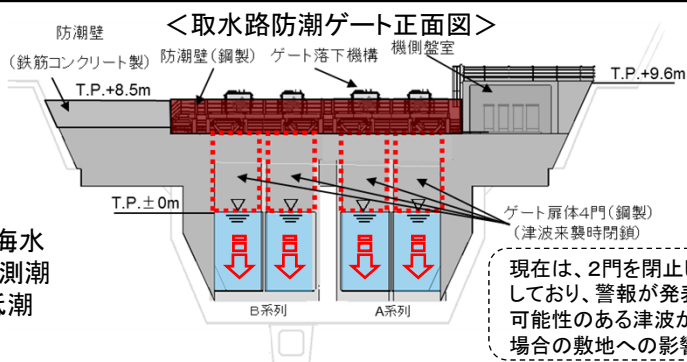 ＜取水路防潮ゲート正面図＞
防潮壁
（鉄筋コンクリート製）
防潮壁（鋼製）
ゲート落下機構
機側盤室
T.P.+8.5m
T.P.+9.6m
T.P.±0m
ゲート扉体4門（鋼製）
（津波来襲時閉鎖）
海水
測潮
潮
B系列
A系列
現在は、2門を閉止
しており、警報が発
可能性のある津波か
場合の敷地への影響